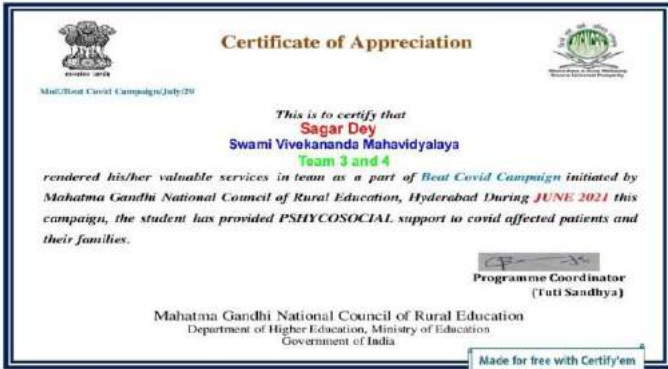 Certificate of Appreciation
MoE/Beat Covid Campaign/July/29
This is to certify that
Sagar Dey
Swami Vivekananda Mahavidyalaya
Team 3 and 4
rendered his/her valuable services in team as a part of Beat Covid Campaign initiated by
Mahatma Gandhi National Council of Rural Education, Hyderabad During JUNE 2021 this
campaign, the student has provided PSHYCOSOCIAL support to covid affected patients and
their families.
Programme Coordinator
(Tuti Sandhya)
Mahatma Gandhi National Council of Rural Education
Department of Higher Education, Ministry of Education
Government of India
Made for free with Certify'em